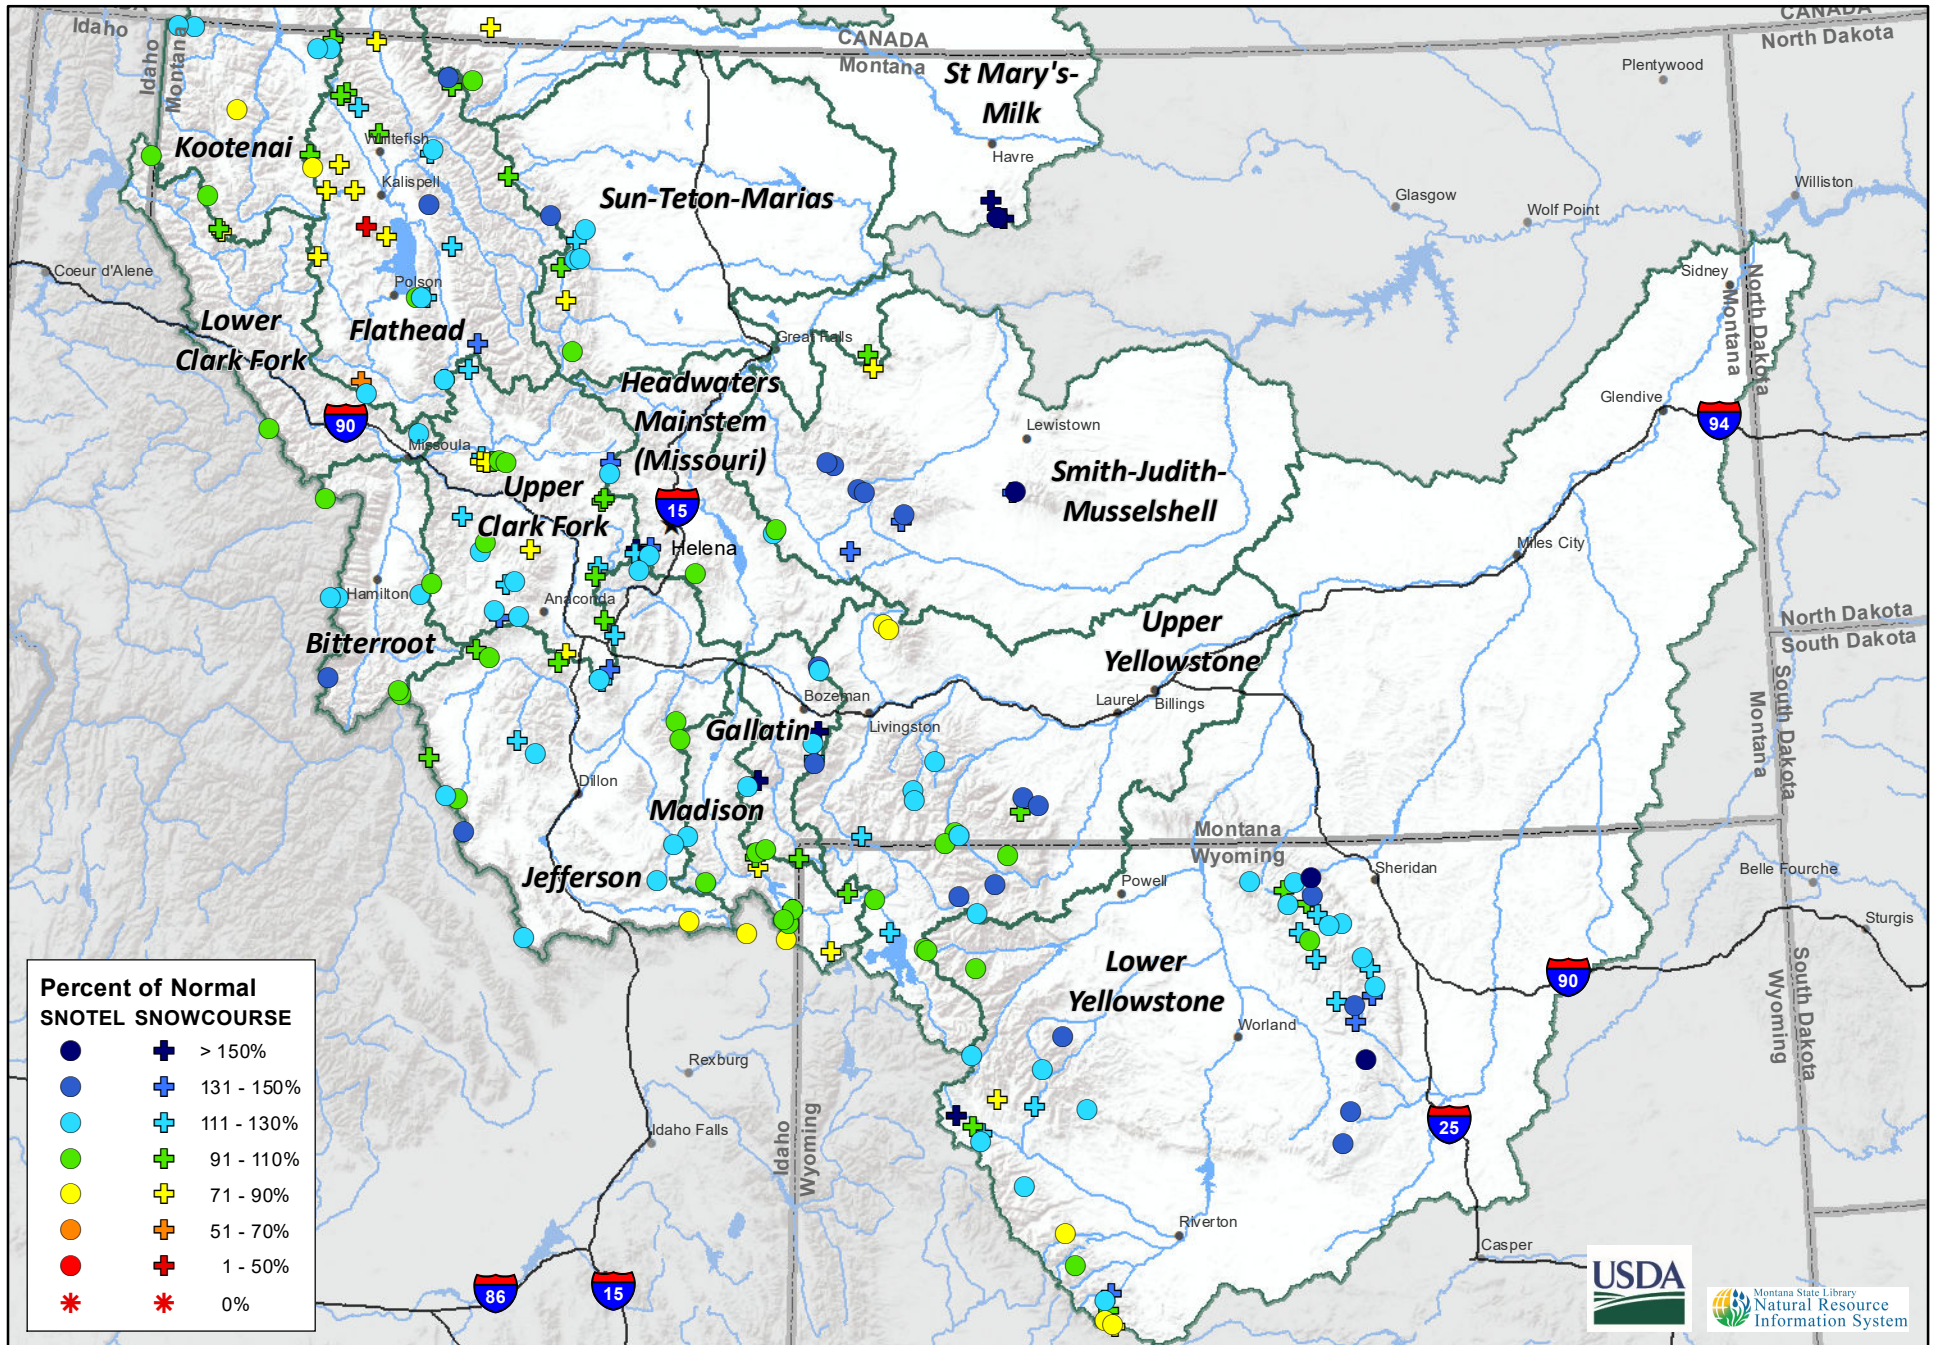 CANADA
Idaho
Idaho
Montana
CANADA
Montana
CANADA
North Dakota
St Mary's-
Milk
Plentywood
Kootenai
Whitefish
Havre
Kalispell
Sun-Teton-Marias
Glasgow
Wolf Point
Williston
Coeur d'Alene
Polson
Sidney
Montana
North Dakota
Lower
Clark Fork
Flathead
Great Falls
Headwaters
Mainstem
(Missouri)
Glendive
90
94
Missoula
Lewistown
Upper
Clark Fork
15
Smith-Judith-
Musselshell
Helena
Miles City
Hamilton
Anaconda
North Dakota
South Dakota
Bitterroot
Upper
Yellowstone
Montana
South Dakota
Bozeman
Livingston
Laurel
Billings
Gallatin
Dillon
Madison
Montana
Wyoming
Jefferson
Powell
Sheridan
Belle Fourche
Sturgis
Lower
Yellowstone
90
South Dakota
Wyoming
Worland
Rexburg
Idaho
Wyoming
Idaho Falls
25
Riverton
Casper
86
15
Percent of Normal
SNOTEL SNOWCOURSE
> 150%
131 - 150%
111 - 130%
91 - 110%
71 - 90%
51 - 70%
1 - 50%
0%
USDA
Montana State Library
Natural Resource
Information System